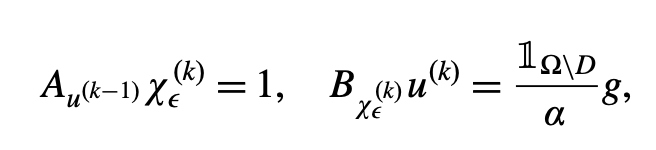 $A_{u^{(k-1)}} \chi_{\epsilon}^{(k)} = 1, \quad B_{\chi_{\epsilon}^{(k)}} u^{(k)} = \frac{\mathbb{1}_{\Omega \setminus D}}{\alpha} g,$